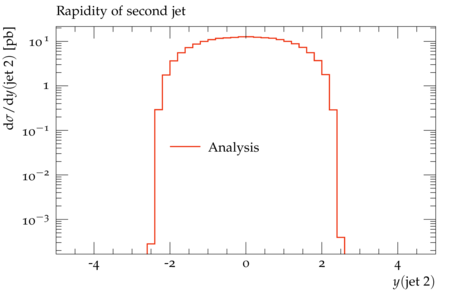 Rapidity of second jet
dσ/dy(jet 2) [pb]
10¹
1
10⁻¹
10⁻²
10⁻³
Analysis
-4 -2 0 2 4
y(jet 2)